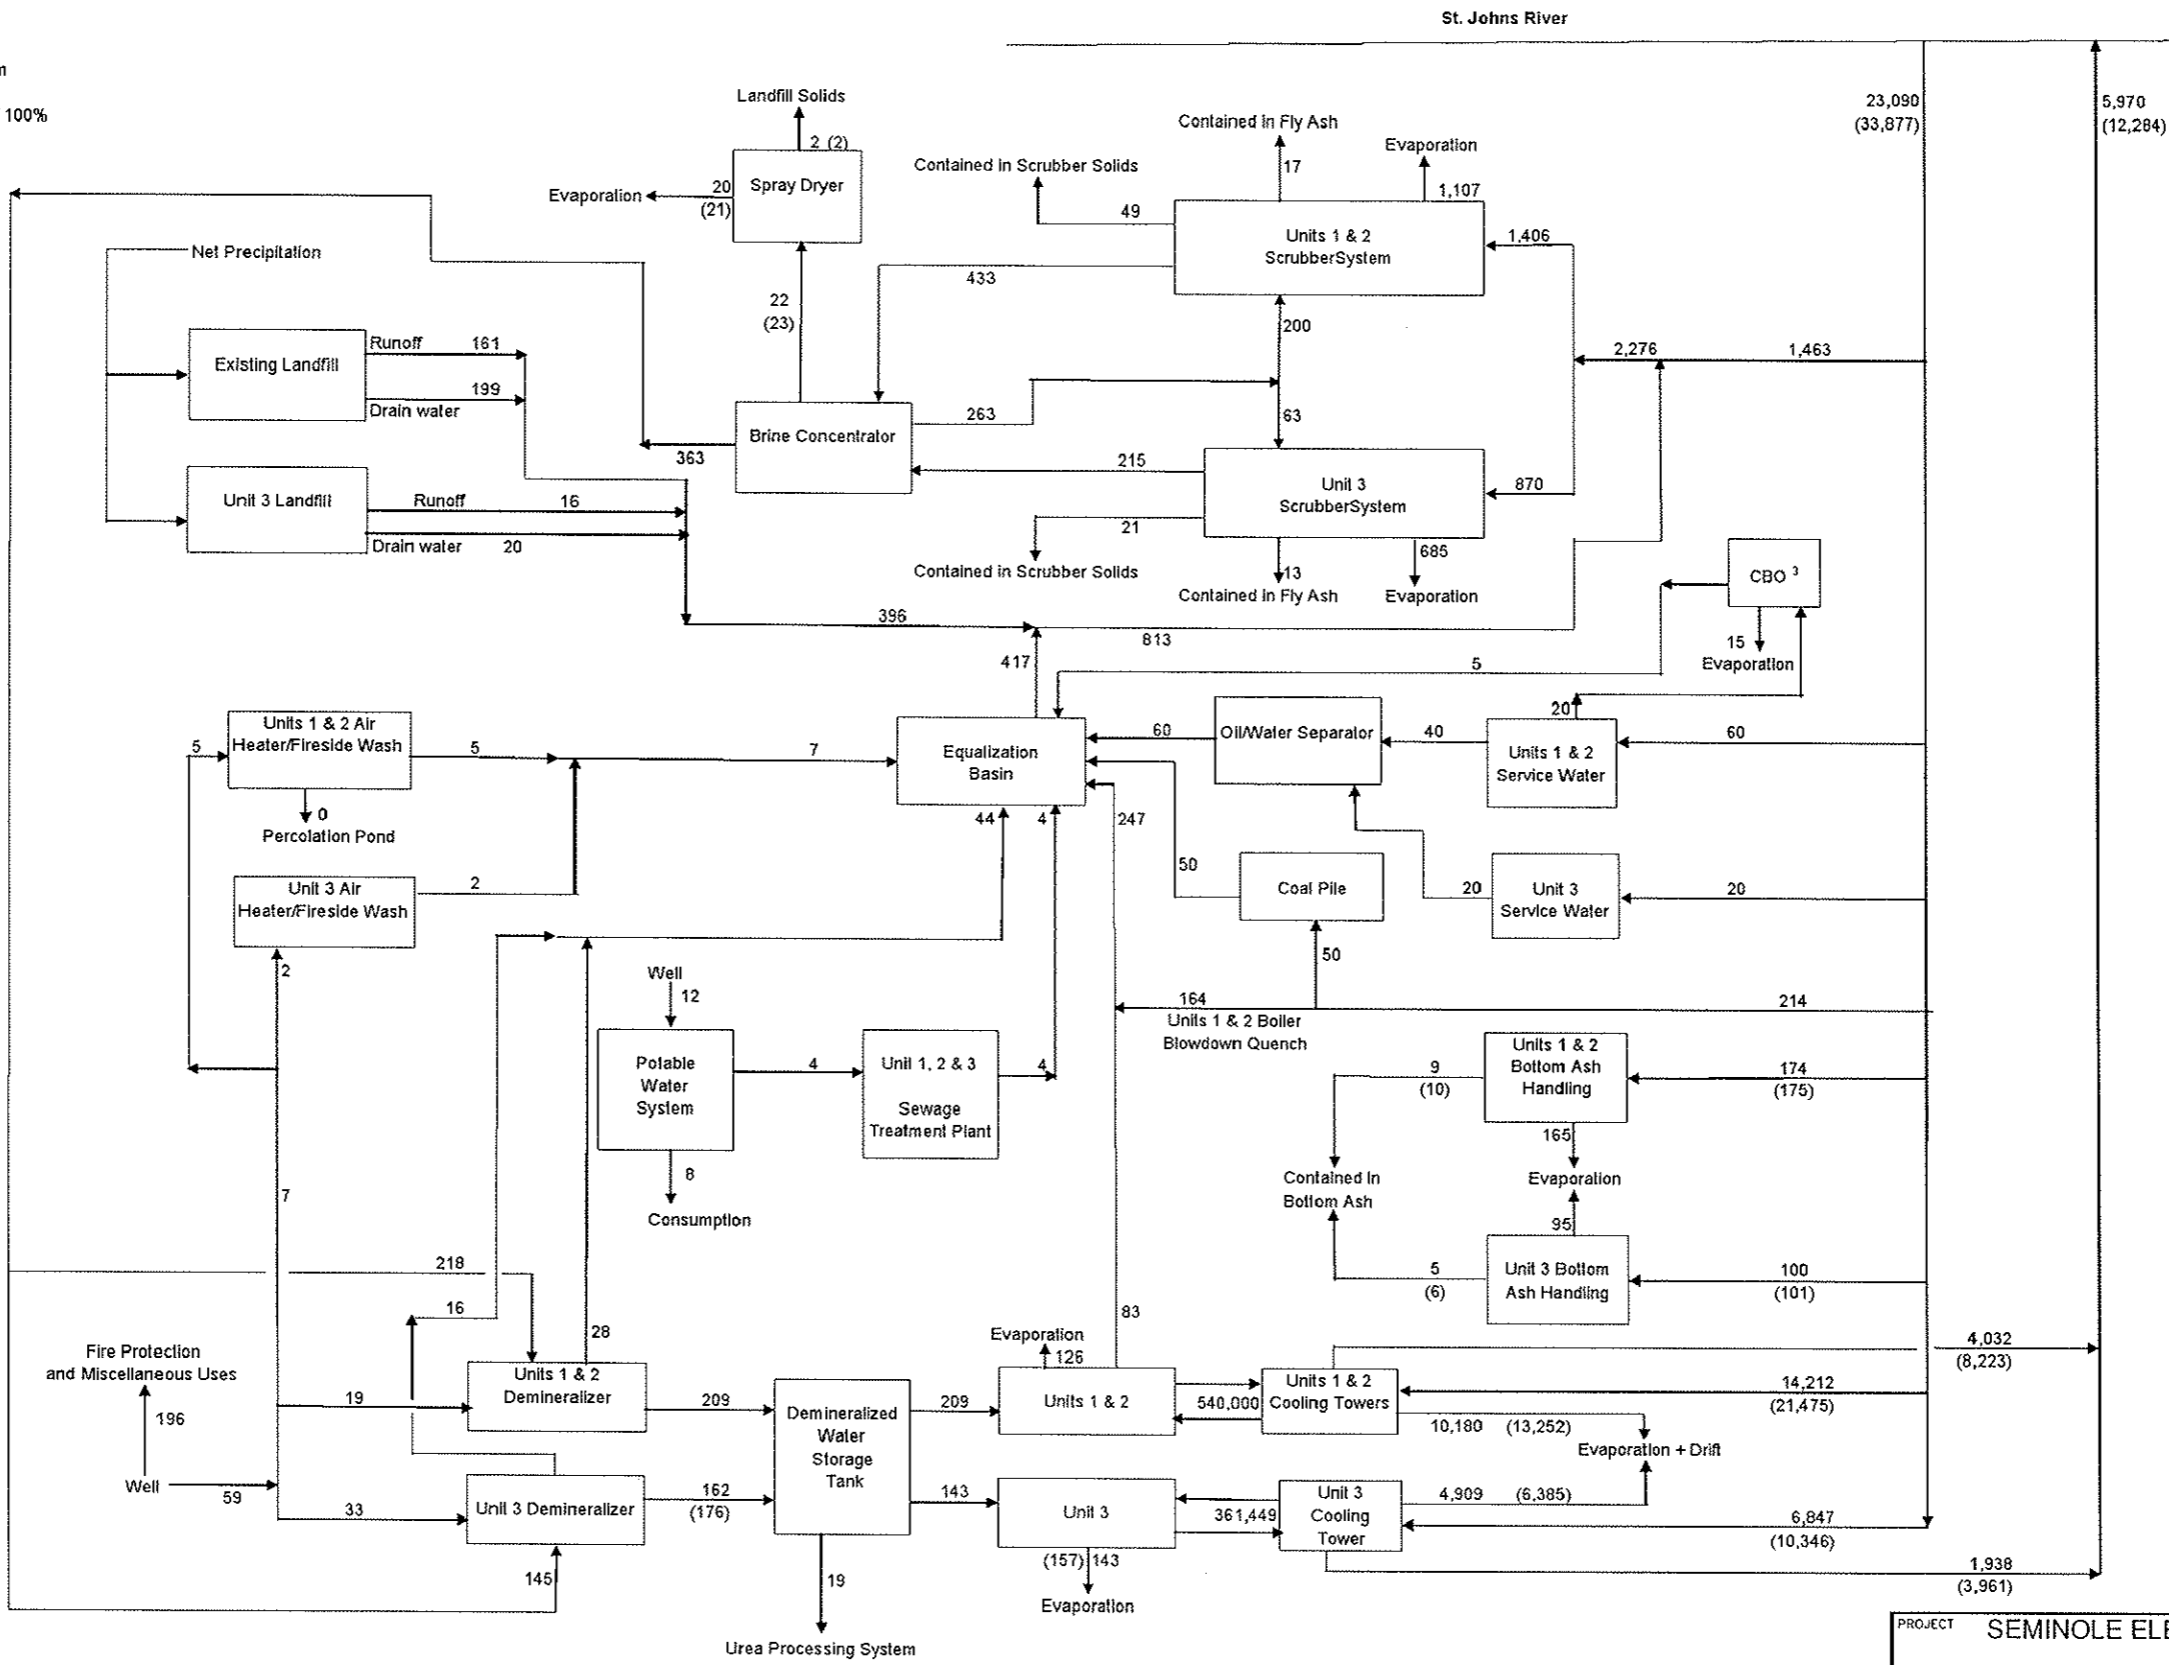 St. Johns River
m
100%
23,090
(33,877)
5,970
(12,284)
Landfill Solids
2 (2)
Spray Dryer
Evaporation
20
(21)
22
(23)
Contained in Fly Ash
17
Evaporation
1,107
Contained in Scrubber Solids
49
Units 1 & 2
ScrubberSystem
1,406
433
200
Net Precipitation
Existing Landfill
Runoff 161
199
Drain water
Unit 3 Landfill
Runoff 16
Drain water 20
Brine Concentrator
363
263
63
215
Unit 3
ScrubberSystem
870
2,276
1,463
21
Contained in Scrubber Solids
13
Contained in Fly Ash
685
Evaporation
CBO 3
15
Evaporation
396
813
417
5
Units 1 & 2 Air
Heater/Fireside Wash
5
5
7
0
Percolation Pond
Unit 3 Air
Heater/Fireside Wash
2
2
Equalization
Basin
44
4
247
60
Oil/Water Separator
40
20
Units 1 & 2
Service Water
60
50
Coal Pile
20
Unit 3
Service Water
20
50
164
Units 1 & 2 Boiler
Blowdown Quench
214
Well
12
Potable
Water
System
4
Unit 1, 2 & 3
Sewage
Treatment Plant
4
8
Consumption
9
(10)
Units 1 & 2
Bottom Ash
Handling
174
(175)
165
Evaporation
Contained in
Bottom Ash
95
5
(6)
Unit 3 Bottom
Ash Handling
100
(101)
7
218
16
28
83
Fire Protection
and Miscellaneous Uses
196
Well
59
19
33
Units 1 & 2
Demineralizer
209
Unit 3 Demineralizer
162
(176)
145
Demineralized
Water
Storage
Tank
19
Urea Processing System
209
143
Evaporation
126
Units 1 & 2
540,000
Units 1 & 2
Cooling Towers
4,032
(8,223)
14,212
(21,475)
10,180 (13,252)
Evaporation + Drift
Unit 3
(157) 143
Evaporation
361,449
Unit 3
Cooling
Tower
4,909 (6,385)
6,847
(10,346)
1,938
(3,961)
PROJECT SEMINOLE ELE